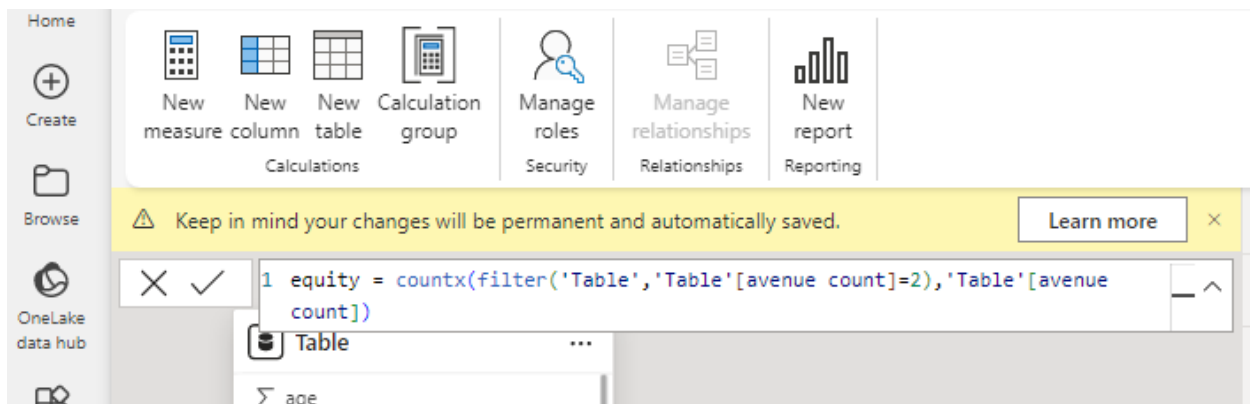 Home
Create
Browse
OneLake
data hub
New
measure
New
column
New
table
Calculation
group
Calculations
Manage
roles
Security
Manage
relationships
Relationships
New
report
Reporting
Keep in mind your changes will be permanent and automatically saved.
Learn more
1 equity = countx(filter('Table','Table'[avenue count]=2),'Table'[avenue
count])
Table
age